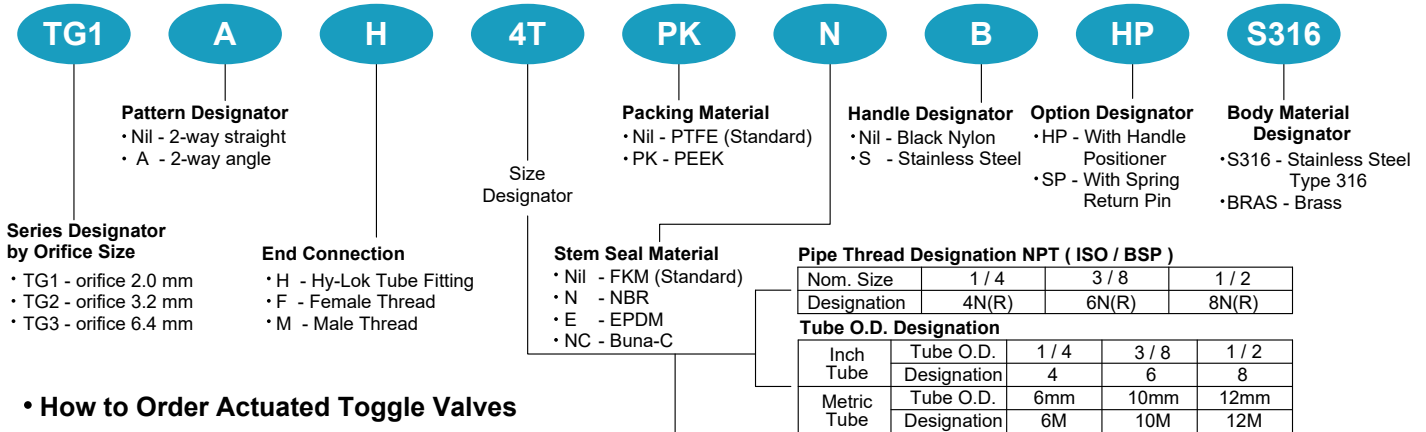 TG1 A H 4T PK N B HP S316
Pattern Designator
・Nil - 2-way straight
・A - 2-way angle
Size
Designator
Packing Material
・Nil - PTFE (Standard)
・PK - PEEK
Handle Designator
・Nil - Black Nylon
・S - Stainless Steel
Option Designator
・HP - With Handle
Positioner
・SP - With Spring
Return Pin
Body Material
Designator
・S316 - Stainless Steel
Type 316
・BRAS - Brass
Series Designator
by Orifice Size
・TG1 - orifice 2.0 mm
・TG2 - orifice 3.2 mm
・TG3 - orifice 6.4 mm
End Connection
・H - Hy-Lok Tube Fitting
・F - Female Thread
・M - Male Thread
Stem Seal Material
・Nil - FKM (Standard)
・N - NBR
・E - EPDM
・NC - Buna-C
Pipe Thread Designation NPT ( ISO / BSP )
Nom. Size 1 / 4 3 / 8 1 / 2
Designation 4N(R) 6N(R) 8N(R)
Tube O.D. Designation
Inch Tube Tube O.D. 1 / 4 3 / 8 1 / 2
Designation 4 6 8
Metric Tube Tube O.D. 6mm 10mm 12mm
Designation 6M 10M 12M
・How to Order Actuated Toggle Valves